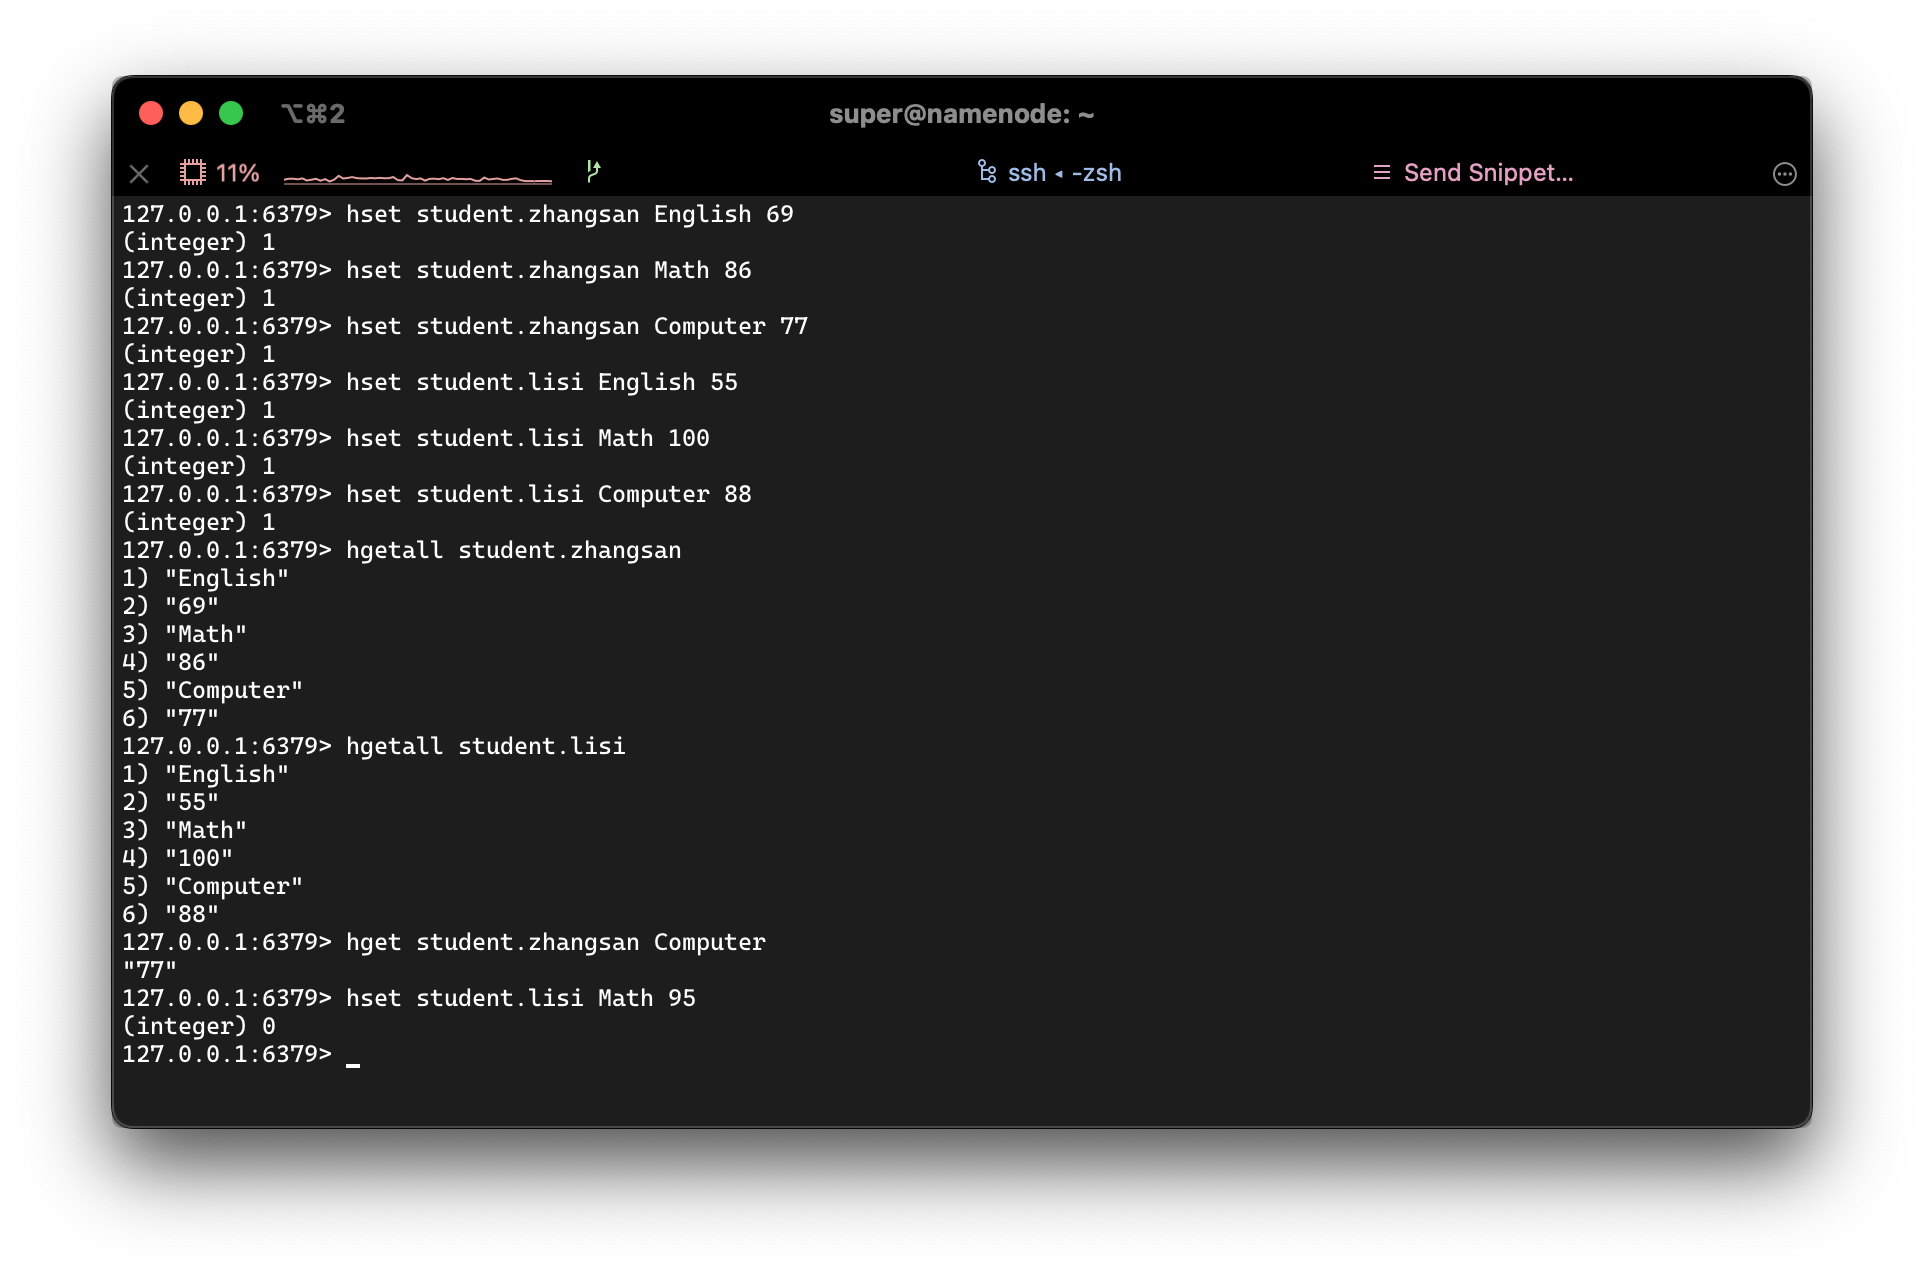 ⌥⌘2
super@namenode: ~
11%
ssh ◂ -zsh
Send Snippet...
127.0.0.1:6379> hset student.zhangsan English 69
(integer) 1
127.0.0.1:6379> hset student.zhangsan Math 86
(integer) 1
127.0.0.1:6379> hset student.zhangsan Computer 77
(integer) 1
127.0.0.1:6379> hset student.lisi English 55
(integer) 1
127.0.0.1:6379> hset student.lisi Math 100
(integer) 1
127.0.0.1:6379> hset student.lisi Computer 88
(integer) 1
127.0.0.1:6379> hgetall student.zhangsan
1) "English"
2) "69"
3) "Math"
4) "86"
5) "Computer"
6) "77"
127.0.0.1:6379> hgetall student.lisi
1) "English"
2) "55"
3) "Math"
4) "100"
5) "Computer"
6) "88"
127.0.0.1:6379> hget student.zhangsan Computer
"77"
127.0.0.1:6379> hset student.lisi Math 95
(integer) 0
127.0.0.1:6379>